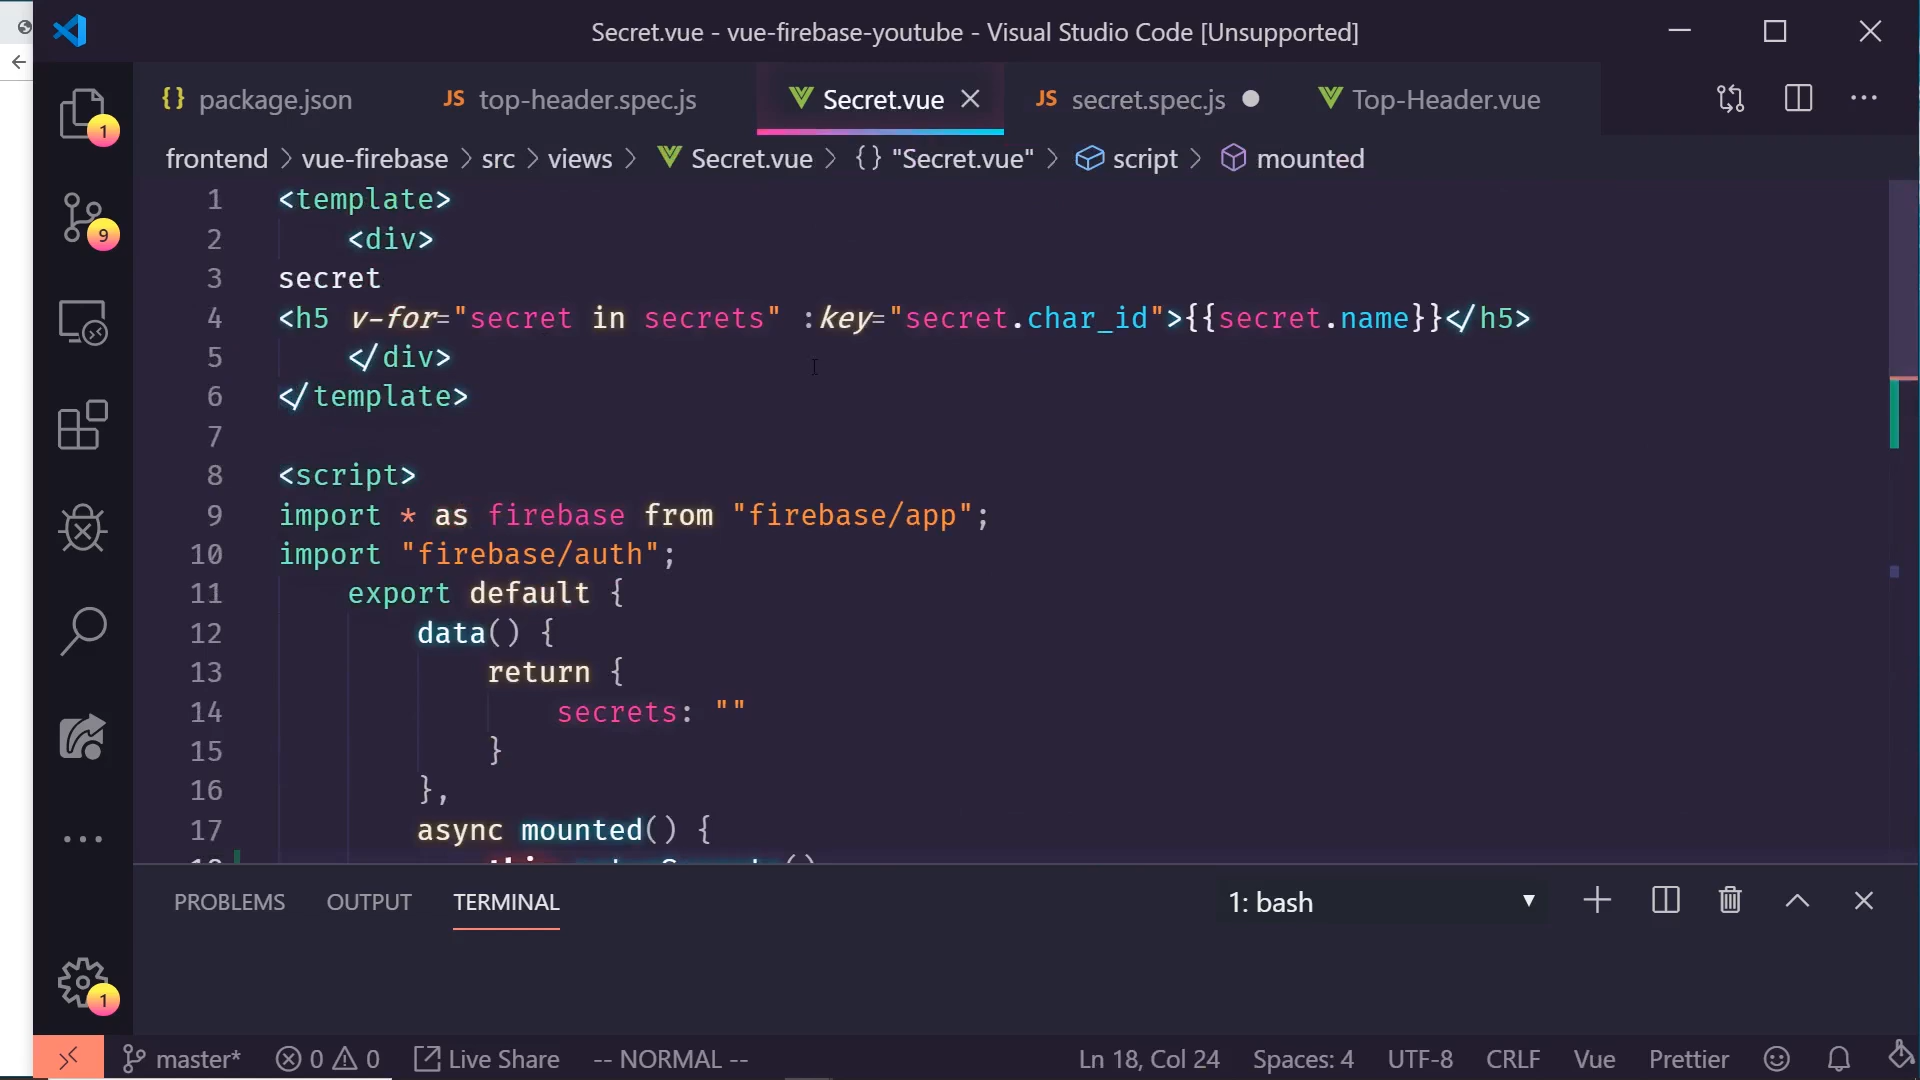 Secret.vue - vue-firebase-youtube - Visual Studio Code [Unsupported]
{} package.json
JS top-header.spec.js
Secret.vue
JS secret.spec.js
Top-Header.vue
frontend > vue-firebase > src > views > Secret.vue > {} "Secret.vue" > script > mounted
1 <template>
2 <div>
3 secret
4 <h5 v-for="secret in secrets" :key="secret.char_id">{{secret.name}}</h5>
5 </div>
6 </template>
7
8 <script>
9 import * as firebase from "firebase/app";
10 import "firebase/auth";
11 export default {
12 data() {
13 return {
14 secrets: ""
15 }
16 },
17 async mounted() {
1
9
1
PROBLEMS OUTPUT TERMINAL
1: bash
master* 0 0 Live Share -- NORMAL -- Ln 18, Col 24 Spaces: 4 UTF-8 CRLF Vue Prettier